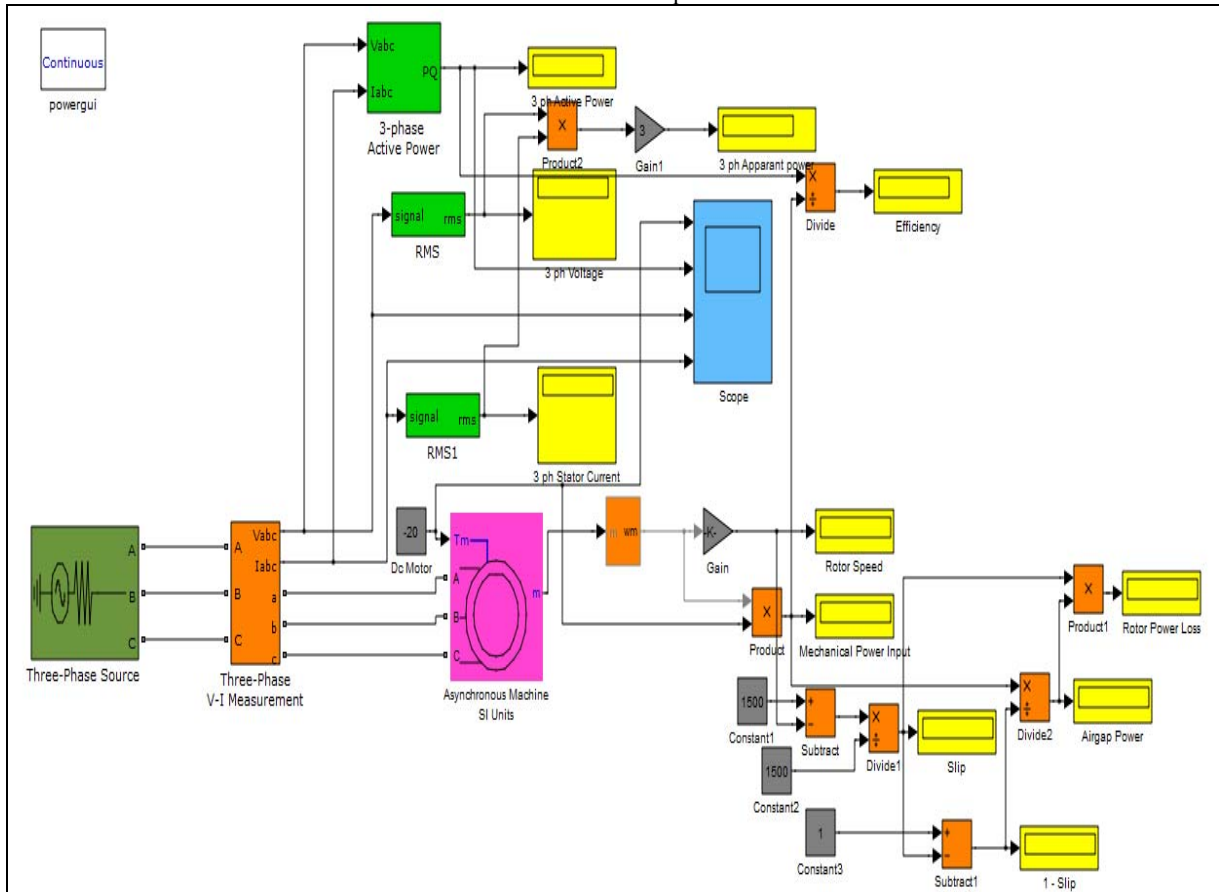 Continuous
powergui
Vabc
Iabc
PQ
3-phase
Active Power
3 ph Active Power
X
Product2
3
Gain1
3 ph Apparant power
X
÷
Divide
Efficiency
signal rms
RMS
3 ph Voltage
Scope
signal rms
RMS1
3 ph Stator Current
A
B
C
Three-Phase Source
A
B
C
Vabc
Iabc
a
b
c
Three-Phase
V-I Measurement
-20
Dc Motor
Tm
A
B
C
m
Asynchronous Machine
SI Units
m wm
-K-
Gain
Rotor Speed
X
Product
Mechanical Power Input
X
Product1
Rotor Power Loss
1500
Constant1
+
−
Subtract
X
÷
Divide1
Slip
X
÷
Divide2
Airgap Power
1500
Constant2
1
Constant3
+
−
Subtract1
1 - Slip